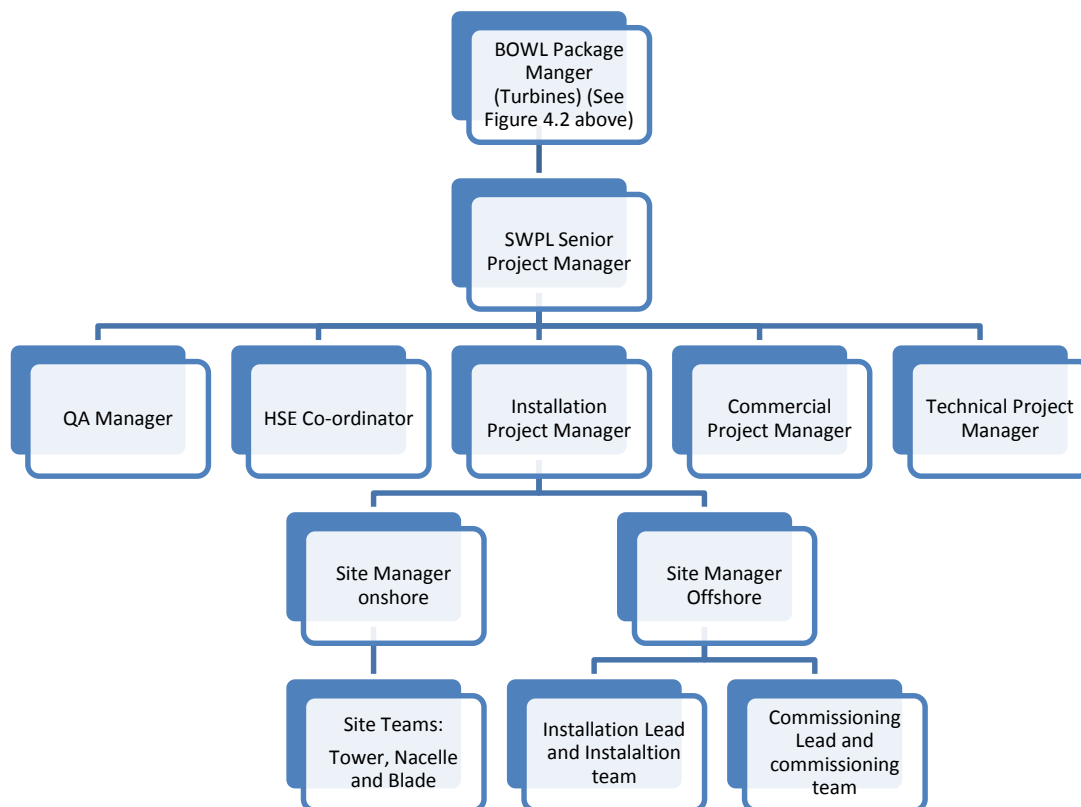 BOWL Package
Manger
(Turbines) (See
Figure 4.2 above)
SWPL Senior
Project Manager
QA Manager
HSE Co-ordinator
Installation
Project Manager
Commercial
Project Manager
Technical Project
Manager
Site Manager
onshore
Site Manager
Offshore
Site Teams:
Tower, Nacelle
and Blade
Installation Lead
and Instalaltion
team
Commissioning
Lead and
commissioning
team